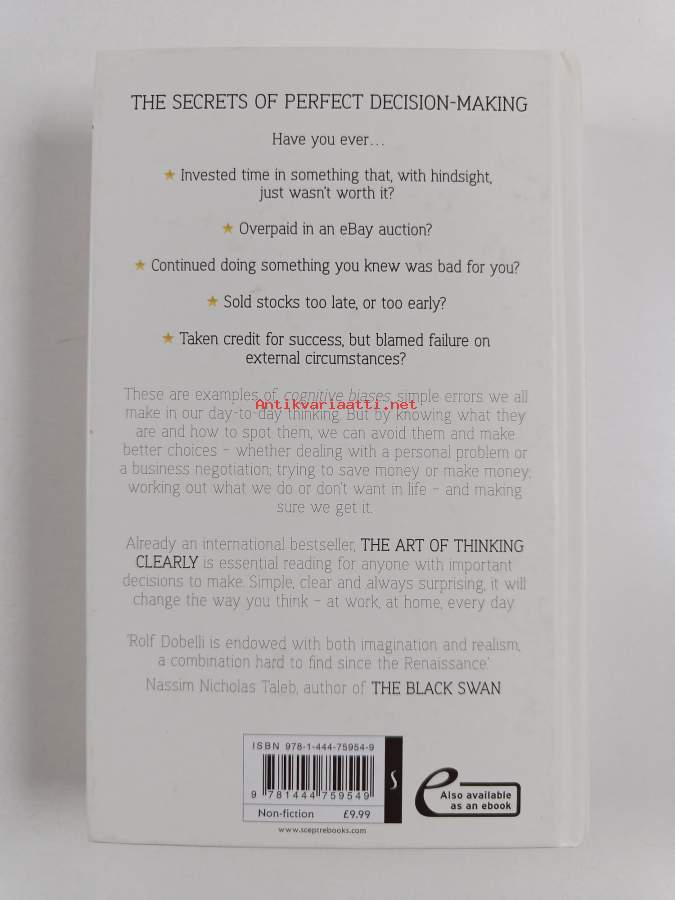 THE SECRETS OF PERFECT DECISION-MAKING
Have you ever...
★ Invested time in something that, with hindsight,
just wasn't worth it?
★ Overpaid in an eBay auction?
★ Continued doing something you knew was bad for you?
★ Sold stocks too late, or too early?
★ Taken credit for success, but blamed failure on
external circumstances?
These are examples of cognitive biases, simple errors we all
Antikvariaatti.net
make in our day-to-day thinking. But by knowing what they
are and how to spot them, we can avoid them and make
better choices – whether dealing with a personal problem or
a business negotiation; trying to save money or make money;
working out what we do or don't want in life – and making
sure we get it.
Already an international bestseller, THE ART OF THINKING
CLEARLY is essential reading for anyone with important
decisions to make. Simple, clear and always surprising, it will
change the way you think – at work, at home, every day.
'Rolf Dobelli is endowed with both imagination and realism,
a combination hard to find since the Renaissance'
Nassim Nicholas Taleb, author of THE BLACK SWAN
ISBN 978-1-444-75954-9
9 781444 759549
Non-fiction £9.99
www.sceptrebooks.com
S
e
Also available
as an ebook